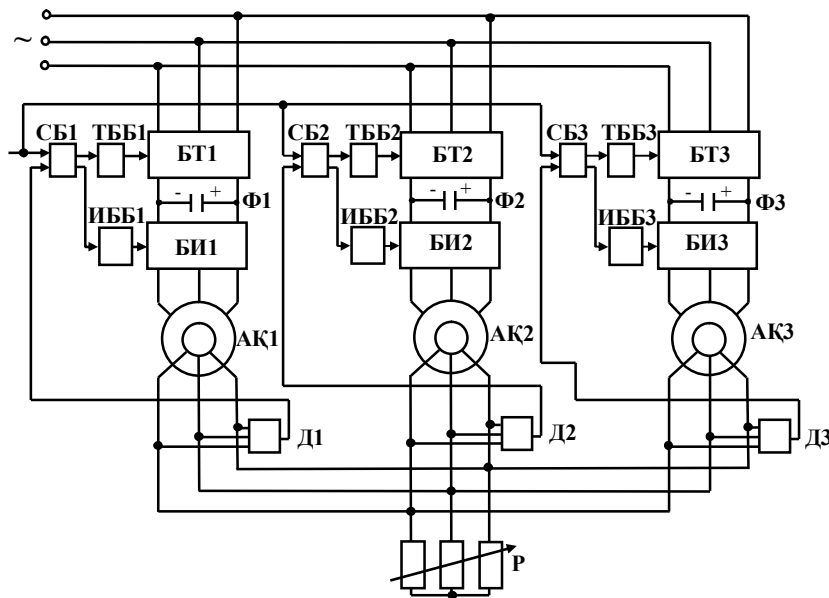 ~
СБ1 ТББ1 СБ2 ТББ2 СБ3 ТББ3
БТ1 БТ2 БТ3
- + Ф1 - + Ф2 - + Ф3
ИББ1 ИББ2 ИББ3
БИ1 БИ2 БИ3
АҚ1 АҚ2 АҚ3
Д1 Д2 Д3
Р